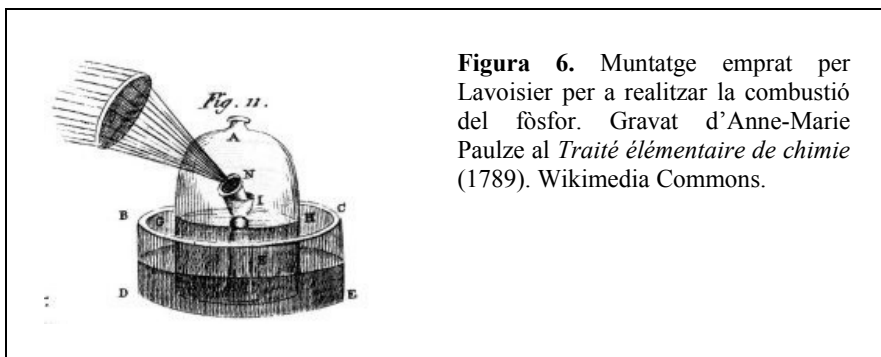 Fig. 11.
A
N
I
B
C
G
H
D
E
Figura 6. Muntatge emprat per
Lavoisier per a realitzar la combustió
del fòsfor. Gravat d’Anne-Marie
Paulze al Traité élémentaire de chimie
(1789). Wikimedia Commons.